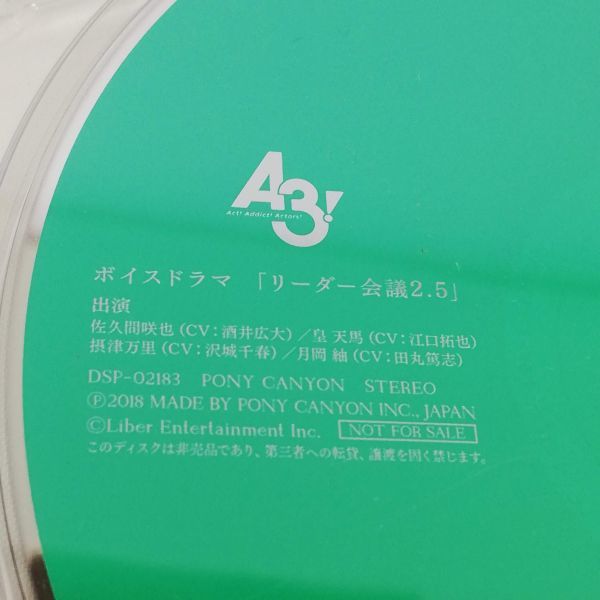 A3!
Act! Addict! Actors!
ボイスドラマ 「リーダー会議2.5」
出演
佐久間咲也(CV:酒井広大)/皇 天馬(CV:江口拓也)
摂津万里(CV:沢城千春)/月岡 紬(CV:田丸篤志)
DSP-02183 PONY CANYON STEREO
Ⓟ2018 MADE BY PONY CANYON INC., JAPAN
©Liber Entertainment Inc. NOT FOR SALE
このディスクは非売品であり、第三者への転貸、譲渡を固く禁じます。